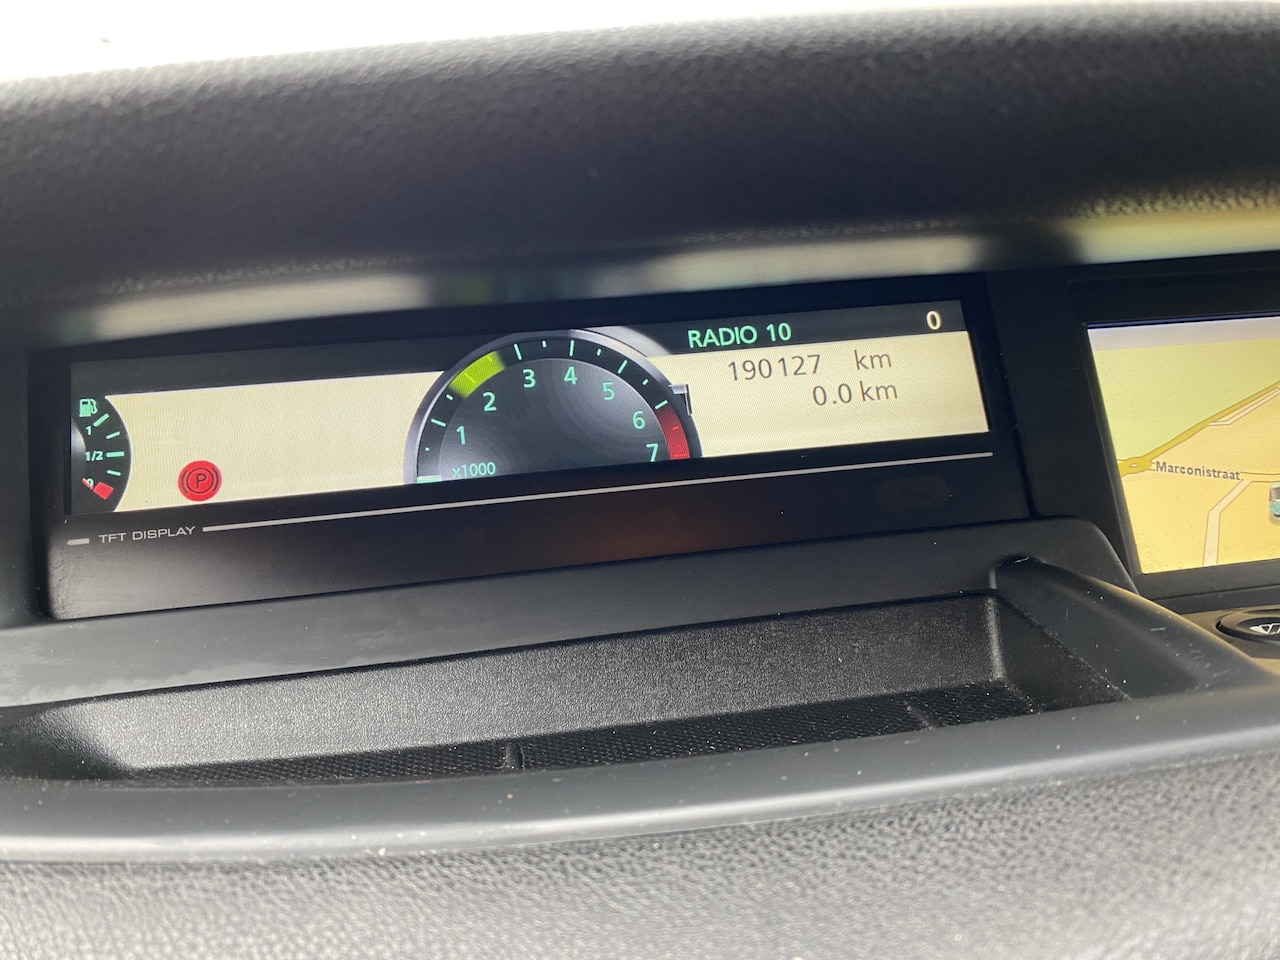 RADIO 10
0
190127 km
0.0 km
1
1/2
0
x1000
1
2
3
4
5
6
7
P
TFT DISPLAY
Marconistraat